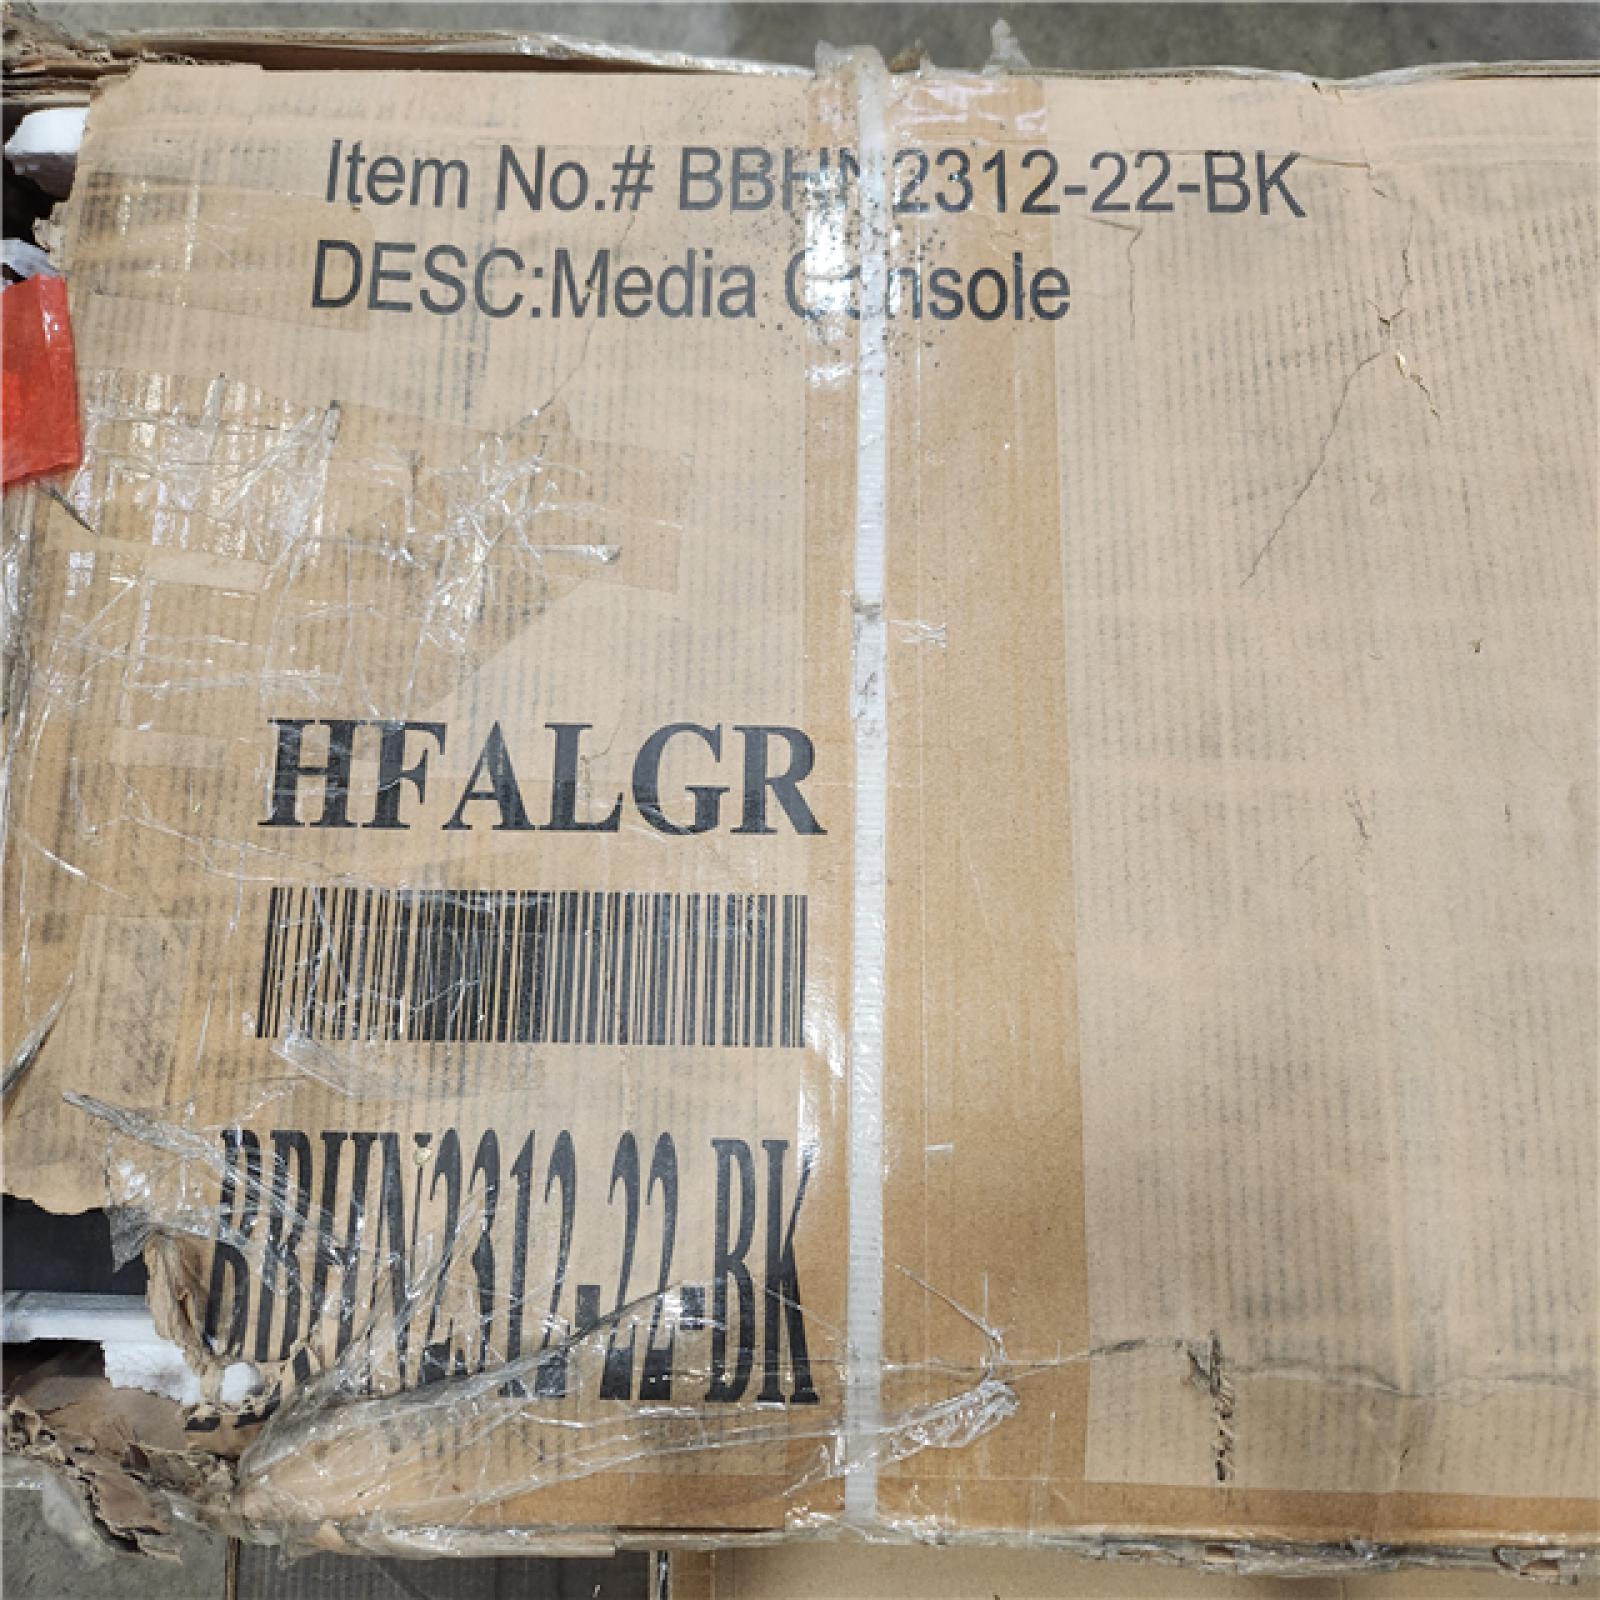 Item No.# BBHN2312-22-BK
DESC:Media Console
HFALGR
BBHN2312-22-BK